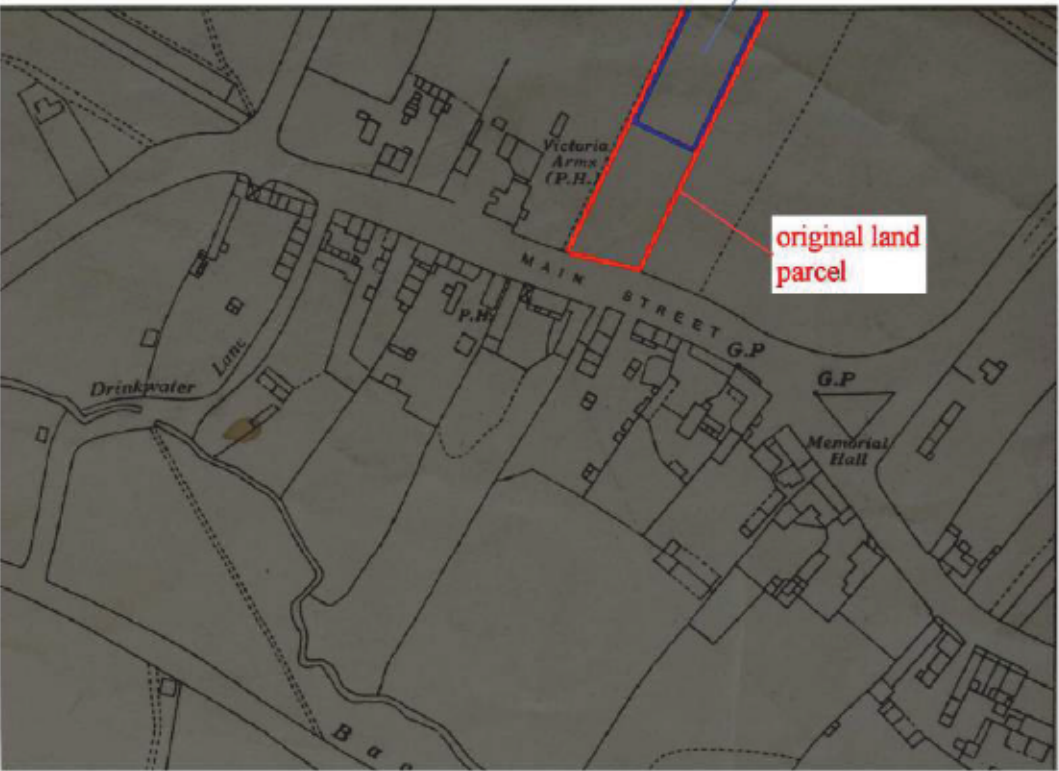 Victoria
Arms
(P.H.)
original land
parcel
MAIN STREET
P.H.
G.P
G.P
Lane
Drinkwater
Memorial
Hall
B a